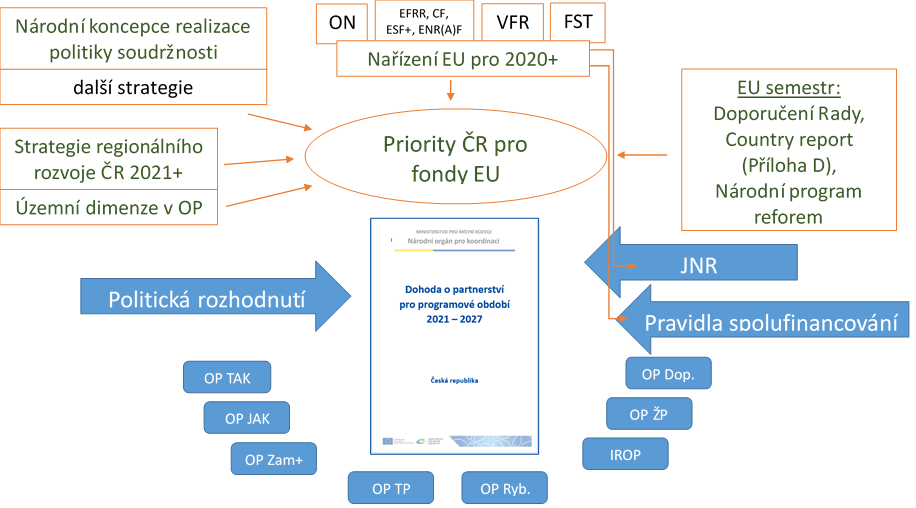 Národní koncepce realizace
politiky soudržnosti
další strategie
ON
EFRR, CF,
ESF+, ENR(A)F
VFR
FST
Nařízení EU pro 2020+
Strategie regionálního
rozvoje ČR 2021+
Územní dimenze v OP
Priority ČR pro
fondy EU
EU semestr:
Doporučení Rady,
Country report
(Příloha D),
Národní program
reforem
MINISTERSTVO PRO MÍSTNÍ ROZVOJ
Národní orgán pro koordinaci
Dohoda o partnerství
pro programové období
2021 – 2027
Česká republika
Politická rozhodnutí
JNR
Pravidla spolufinancování
OP TAK
OP JAK
OP Zam+
OP TP
OP Ryb.
OP Dop.
OP ŽP
IROP